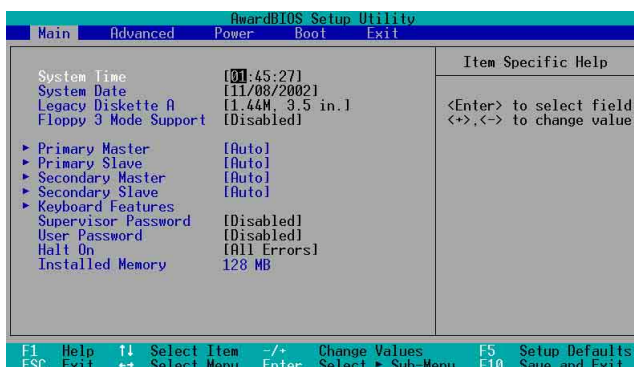 AwardBIOS Setup Utility
Main Advanced Power Boot Exit
Item Specific Help
System Time [01:45:27]
System Date [11/08/2002]
Legacy Diskette A [1.44M, 3.5 in.]
<Enter> to select field
Floppy 3 Mode Support [Disabled]
<+>,<-> to change value
▶ Primary Master [Auto]
▶ Primary Slave [Auto]
▶ Secondary Master [Auto]
▶ Secondary Slave [Auto]
▶ Keyboard Features
Supervisor Password [Disabled]
User Password [Disabled]
Halt On [All Errors]
Installed Memory 128 MB
F1 Help ↑↓ Select Item -/+ Change Values F5 Setup Defaults
ESC Exit ←→ Select Menu Enter Select ▶ Sub-Menu F10 Save and Exit